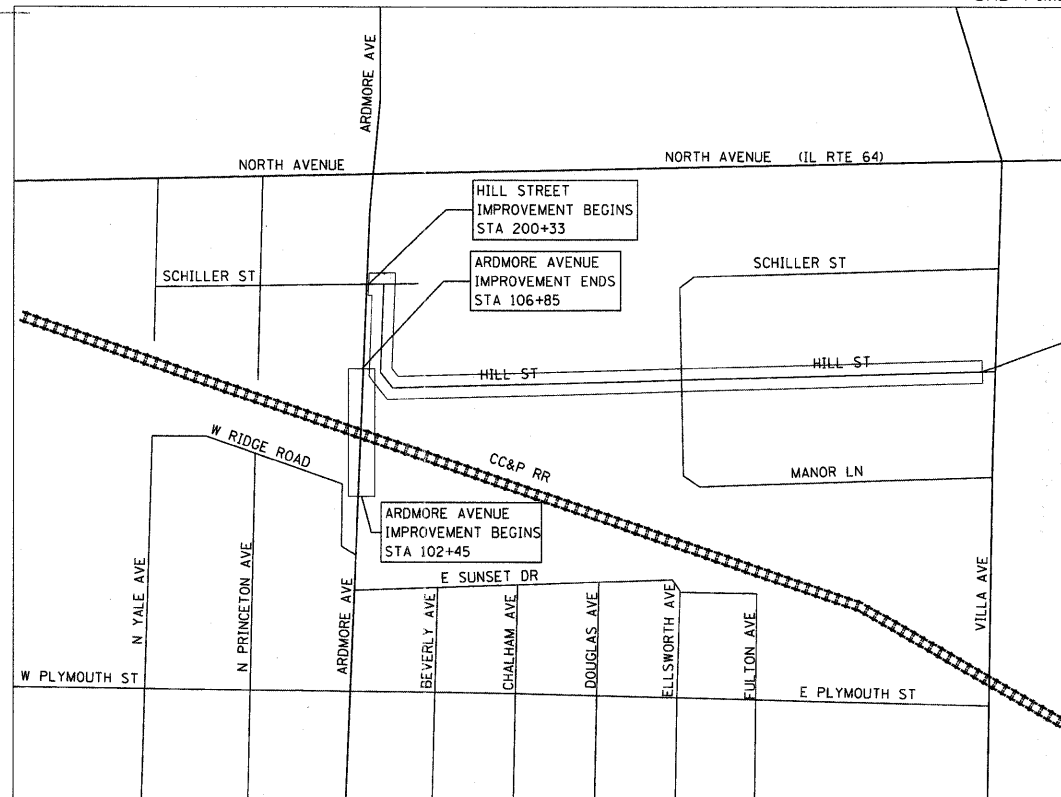 ARDMORE AVE
NORTH AVENUE
NORTH AVENUE (IL RTE 64)
HILL STREET
IMPROVEMENT BEGINS
STA 200+33
ARDMORE AVENUE
IMPROVEMENT ENDS
STA 106+85
SCHILLER ST
SCHILLER ST
HILL ST
HILL ST
W RIDGE ROAD
CC&P RR
MANOR LN
ARDMORE AVENUE
IMPROVEMENT BEGINS
STA 102+45
E SUNSET DR
N YALE AVE
N PRINCETON AVE
ARDMORE AVE
BEVERLY AVE
CHALHAM AVE
DOUGLAS AVE
ELLSWORTH AVE
FULTON AVE
VILLA AVE
W PLYMOUTH ST
E PLYMOUTH ST